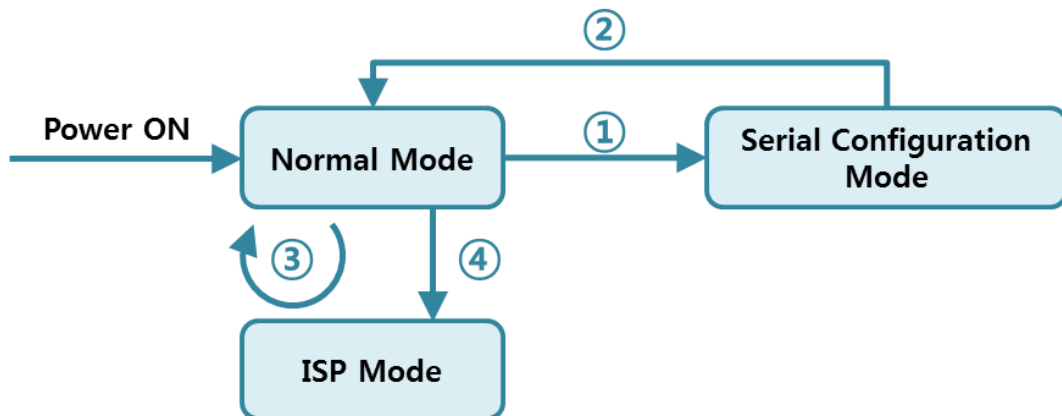 ②
Power ON
Normal Mode
①
Serial Configuration
Mode
③
④
ISP Mode